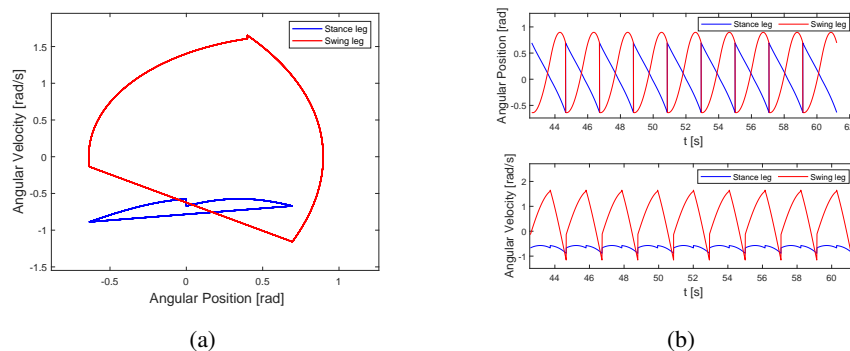 Stance leg
Swing leg
1.5
1
0.5
0
-0.5
-1
-1.5
Angular Velocity [rad/s]
-0.5 0 0.5 1
Angular Position [rad]
(a)
Stance leg Swing leg
1
0.5
0
-0.5
Angular Position [rad]
44 46 48 50 52 54 56 58 60
t [s]
Stance leg Swing leg
2
1
0
-1
Angular Velocity [rad/s]
44 46 48 50 52 54 56 58 60
t [s]
(b)